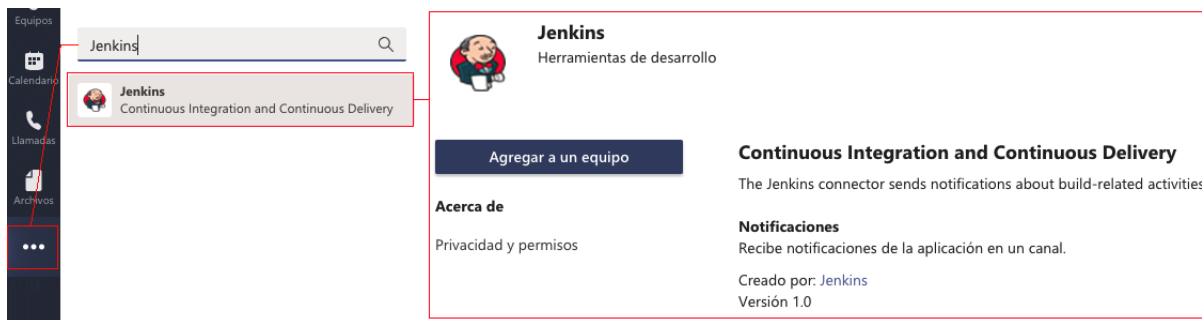 Equipos
Calendario
Llamadas
Archivos
Jenkins
Jenkins
Continuous Integration and Continuous Delivery
Jenkins
Herramientas de desarrollo
Agregar a un equipo
Acerca de
Privacidad y permisos
Continuous Integration and Continuous Delivery
The Jenkins connector sends notifications about build-related activities
Notificaciones
Recibe notificaciones de la aplicación en un canal.
Creado por: Jenkins
Versión 1.0